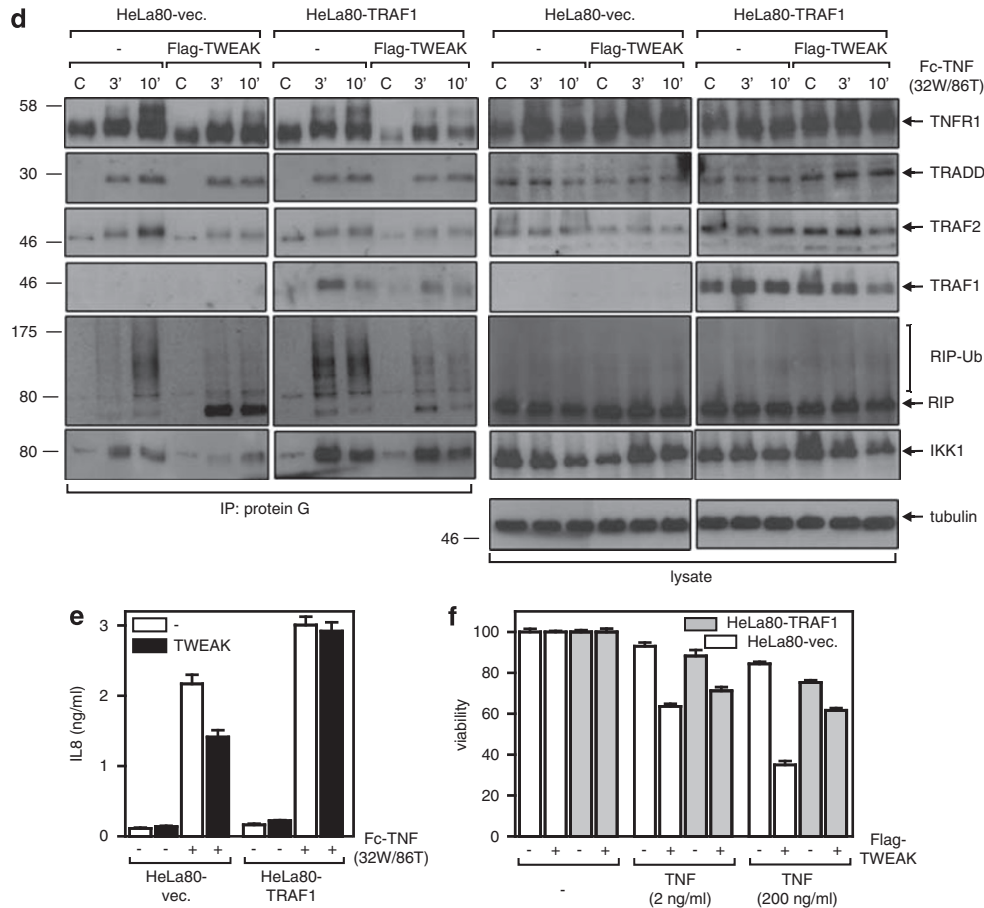 d
HeLa80-vec. HeLa80-TRAF1 HeLa80-vec. HeLa80-TRAF1
- Flag-TWEAK - Flag-TWEAK - Flag-TWEAK - Flag-TWEAK
C 3' 10' C 3' 10' C 3' 10' C 3' 10' C 3' 10' C 3' 10' C 3' 10' C 3' 10' Fc-TNF
(32W/86T)
58 TNFR1
30 TRADD
46 TRAF2
46 TRAF1
175 RIP-Ub
80 RIP
80 IKK1
IP: protein G
46 tubulin
lysate
e
-
TWEAK
IL8 (ng/ml)
3
2
1
0
- - + + - - + + Fc-TNF
(32W/86T)
HeLa80-
vec.
HeLa80-
TRAF1
f
HeLa80-TRAF1
HeLa80-vec.
viability
100
80
60
40
20
0
- + - + - + - + - + - + Flag-
TWEAK
- TNF
(2 ng/ml)
TNF
(200 ng/ml)